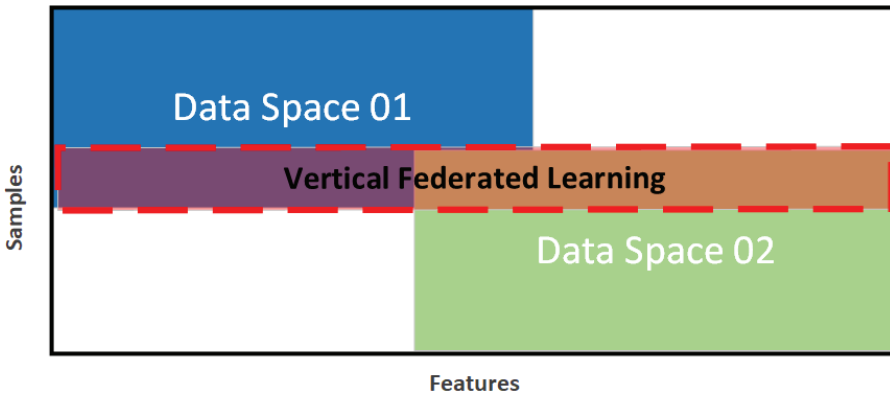 Data Space 01
Vertical Federated Learning
Data Space 02
Samples
Features